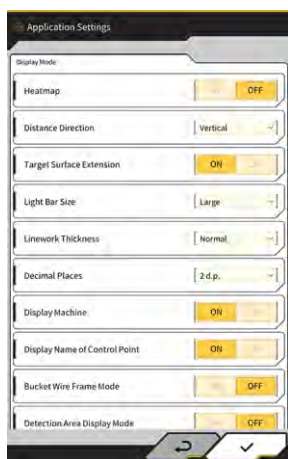 Application Settings
Display Mode
Heatmap OFF
Distance Direction Vertical
Target Surface Extension ON
Light Bar Size Large
Linework Thickness Normal
Decimal Places 2 d.p.
Display Machine ON
Display Name of Control Point ON
Bucket Wire Frame Mode OFF
Detection Area Display Mode OFF